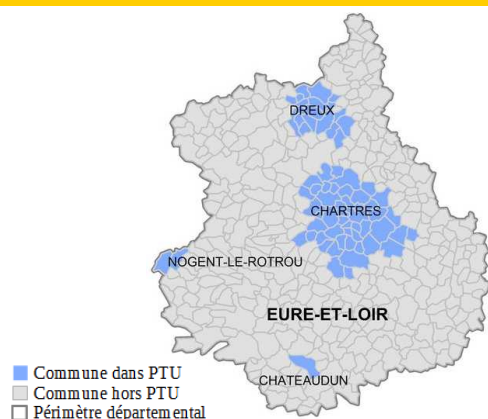 DREUX
CHARTRES
NOGENT-LE-ROTROU
EURE-ET-LOIR
CHATEAUDUN
Commune dans PTU
Commune hors PTU
Périmètre départemental